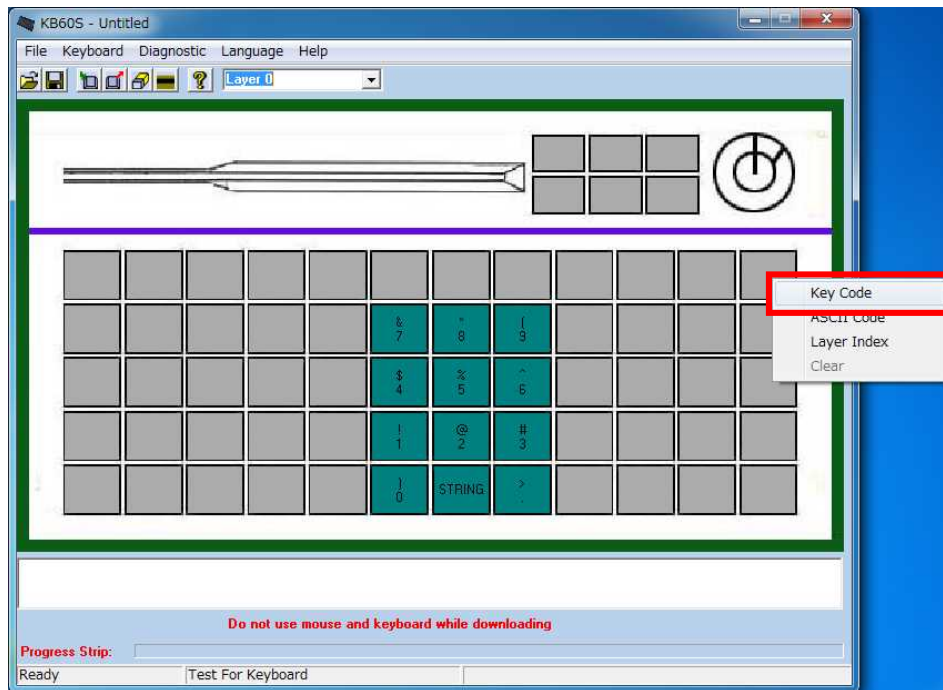 KB60S - Untitled
File Keyboard Diagnostic Language Help
Layer 0
Key Code
ASCII Code
Layer Index
Clear
& * (
7 8 9
$ % ^
4 5 6
! @ #
1 2 3
) STRING >
0 .
Do not use mouse and keyboard while downloading
Progress Strip:
Ready Test For Keyboard